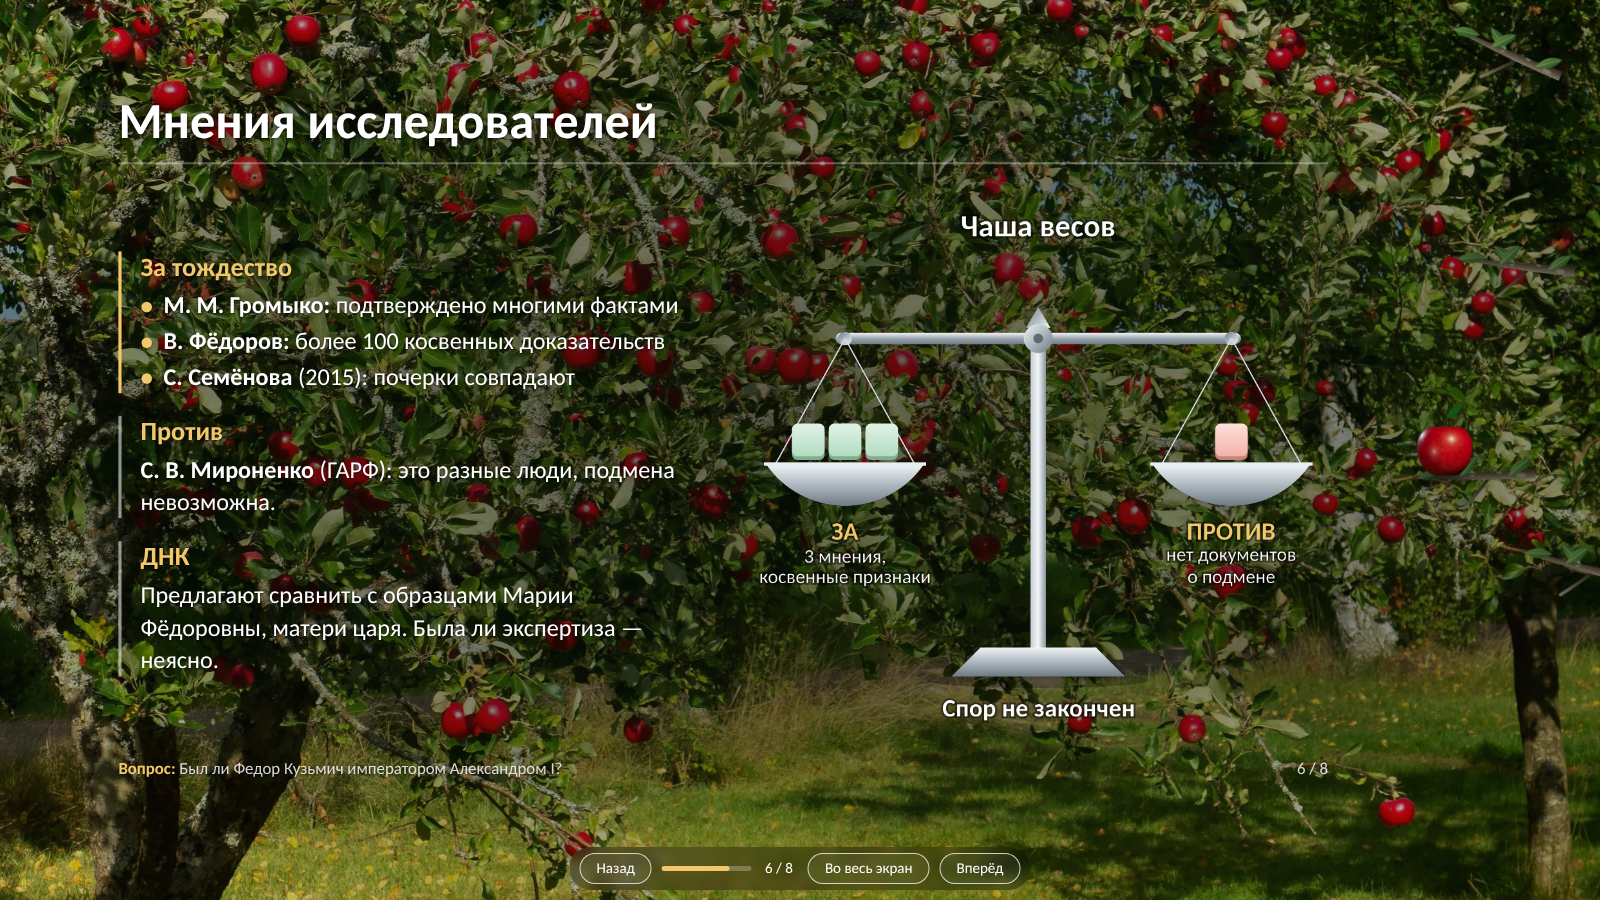 Мнения исследователей
Чаша весов
За тождество
М. М. Громыко: подтверждено многими фактами
В. Фёдоров: более 100 косвенных доказательств
С. Семёнова (2015): почерки совпадают
Против
С. В. Мироненко (ГАРФ): это разные люди, подмена
невозможна.
ДНК
Предлагают сравнить с образцами Марии
Фёдоровны, матери царя. Была ли экспертиза —
неясно.
ЗА
3 мнения,
косвенные признаки
ПРОТИВ
нет документов
о подмене
Спор не закончен
Вопрос: Был ли Федор Кузьмич императором Александром I?
6 / 8
Назад
6 / 8
Во весь экран
Вперёд